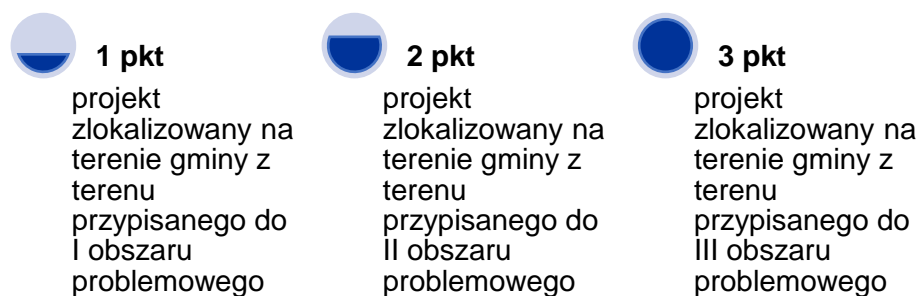 1 pkt
projekt
zlokalizowany na
terenie gminy z
terenu
przypisanego do
I obszaru
problemowego
2 pkt
projekt
zlokalizowany na
terenie gminy z
terenu
przypisanego do
II obszaru
problemowego
3 pkt
projekt
zlokalizowany na
terenie gminy z
terenu
przypisanego do
III obszaru
problemowego